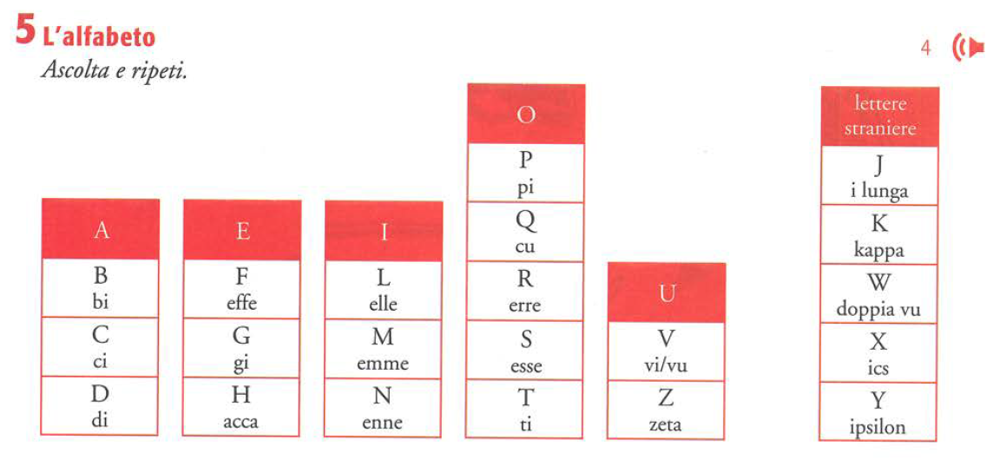 5 L'alfabeto
Ascolta e ripeti.
4
A
B
bi
C
ci
D
di
E
F
effe
G
gi
H
acca
I
L
elle
M
emme
N
enne
O
P
pi
Q
cu
R
erre
S
esse
T
ti
U
V
vi/vu
Z
zeta
lettere
straniere
J
i lunga
K
kappa
W
doppia vu
X
ics
Y
ipsilon